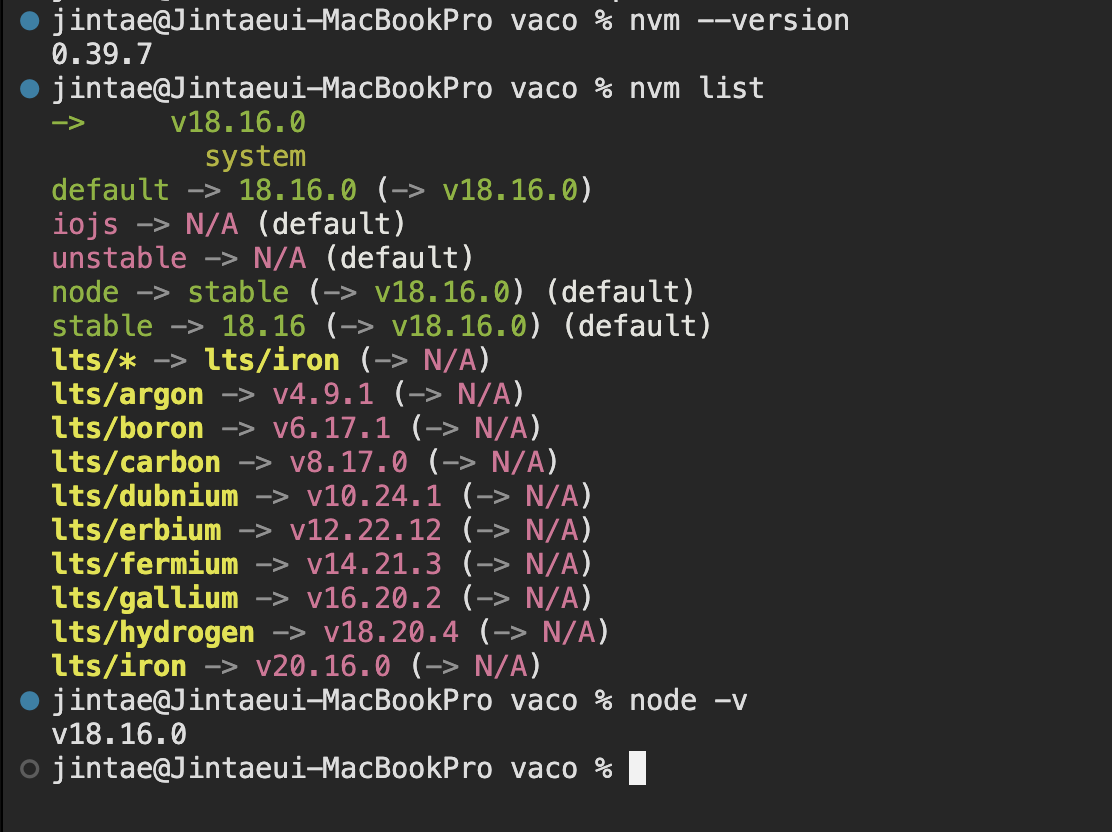 jintae@Jintaeui-MacBookPro vaco % nvm --version
0.39.7
jintae@Jintaeui-MacBookPro vaco % nvm list
->     v18.16.0
         system
default -> 18.16.0 (-> v18.16.0)
iojs -> N/A (default)
unstable -> N/A (default)
node -> stable (-> v18.16.0) (default)
stable -> 18.16 (-> v18.16.0) (default)
lts/* -> lts/iron (-> N/A)
lts/argon -> v4.9.1 (-> N/A)
lts/boron -> v6.17.1 (-> N/A)
lts/carbon -> v8.17.0 (-> N/A)
lts/dubnium -> v10.24.1 (-> N/A)
lts/erbium -> v12.22.12 (-> N/A)
lts/fermium -> v14.21.3 (-> N/A)
lts/gallium -> v16.20.2 (-> N/A)
lts/hydrogen -> v18.20.4 (-> N/A)
lts/iron -> v20.16.0 (-> N/A)
jintae@Jintaeui-MacBookPro vaco % node -v
v18.16.0
jintae@Jintaeui-MacBookPro vaco %